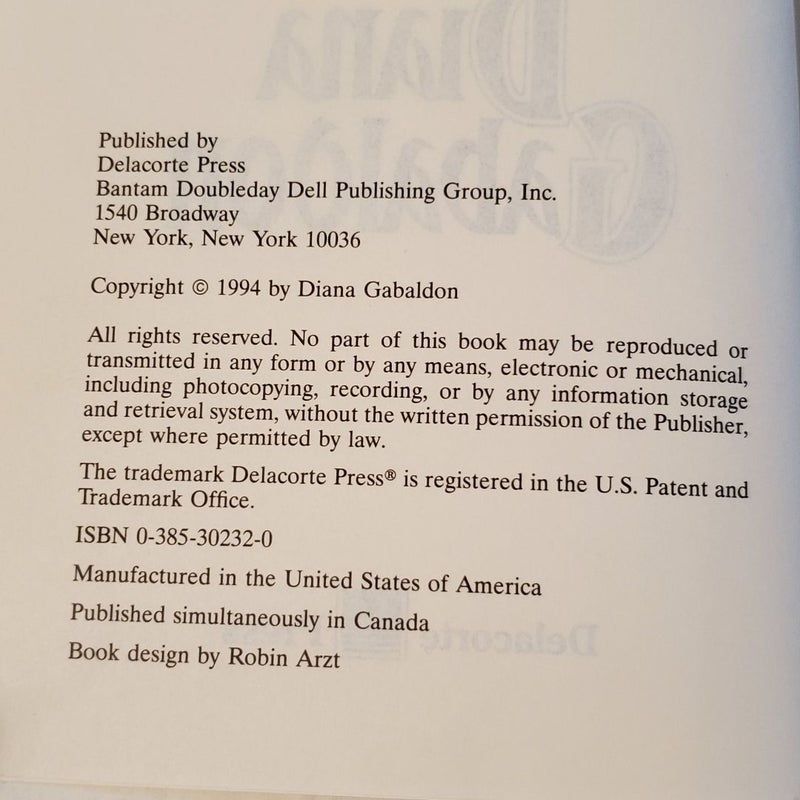 Published by
Delacorte Press
Bantam Doubleday Dell Publishing Group, Inc.
1540 Broadway
New York, New York 10036
Copyright © 1994 by Diana Gabaldon
All rights reserved. No part of this book may be reproduced or
transmitted in any form or by any means, electronic or mechanical,
including photocopying, recording, or by any information storage
and retrieval system, without the written permission of the Publisher,
except where permitted by law.
The trademark Delacorte Press® is registered in the U.S. Patent and
Trademark Office.
ISBN 0-385-30232-0
Manufactured in the United States of America
Published simultaneously in Canada
Book design by Robin Arzt